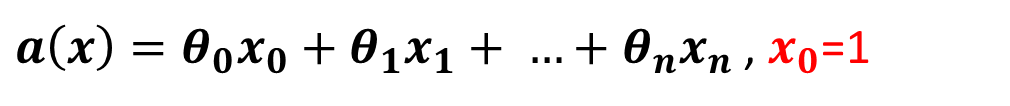 a(x) = θ₀x₀ + θ₁x₁ + ... + θₙxₙ , x₀=1